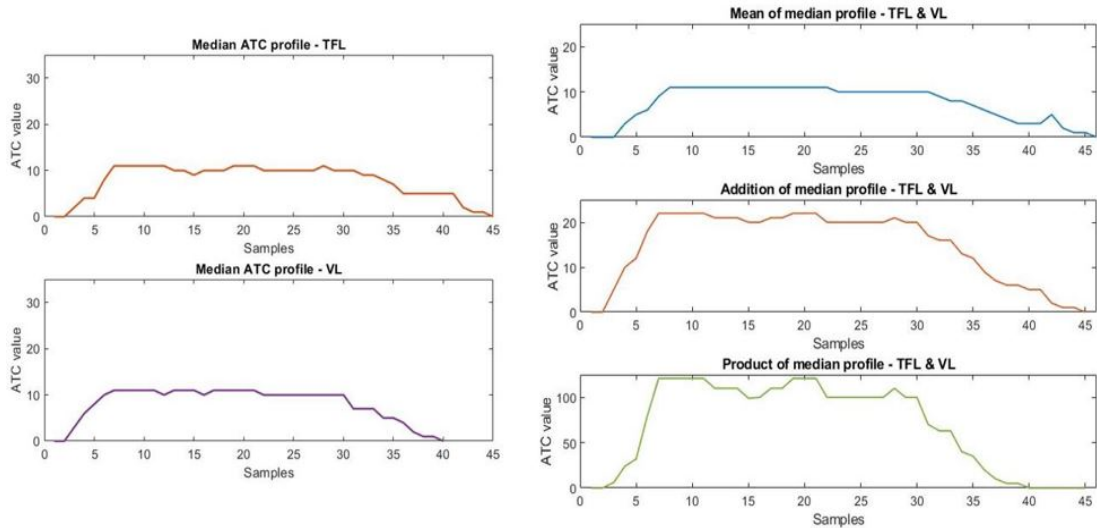 Median ATC profile - TFL
ATC value
30
20
10
0
0 5 10 15 20 25 30 35 40 45
Samples
Median ATC profile - VL
ATC value
30
20
10
0
0 5 10 15 20 25 30 35 40 45
Samples
Mean of median profile - TFL & VL
ATC value
20
10
0
0 5 10 15 20 25 30 35 40 45
Samples
Addition of median profile - TFL & VL
ATC value
20
10
0
0 5 10 15 20 25 30 35 40 45
Samples
Product of median profile - TFL & VL
ATC value
100
50
0
0 5 10 15 20 25 30 35 40 45
Samples